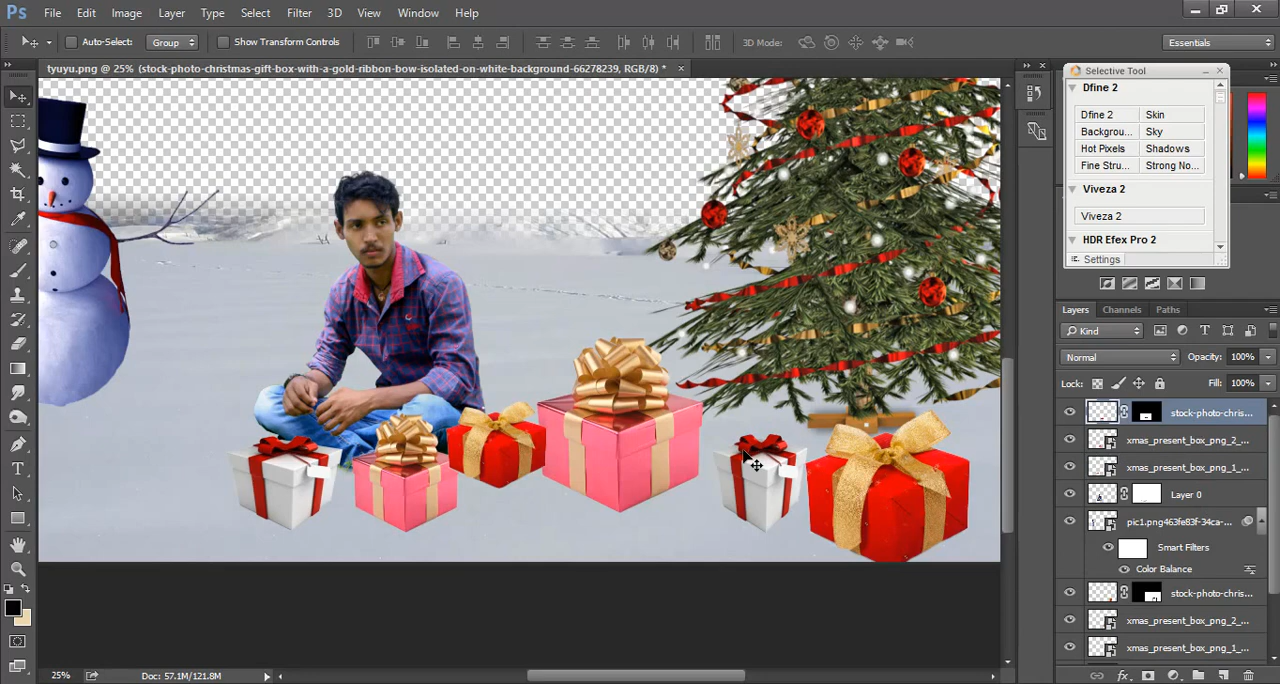 Ps File Edit Image Layer Type Select Filter 3D View Window Help
Auto-Select: Group Show Transform Controls 3D Mode: Essentials
tyuyu.png @ 25% (stock-photo-christmas-gift-box-with-a-gold-ribbon-bow-isolated-on-white-background-66278239, RGB/8) *
Selective Tool
Dfine 2
Dfine 2 Skin
Backgrou... Sky
Hot Pixels Shadows
Fine Stru... Strong No...
Viveza 2
Viveza 2
HDR Efex Pro 2
Settings
Layers Channels Paths
Kind
Normal Opacity: 100%
Lock: Fill: 100%
stock-photo-chris...
xmas_present_box_png_2_...
xmas_present_box_png_1_...
Layer 0
pic1.png463fe83f-34ca-...
Smart Filters
Color Balance
stock-photo-chris...
xmas_present_box_png_2_...
xmas_present_box_png_1_...
25% Doc: 57.1M/121.8M